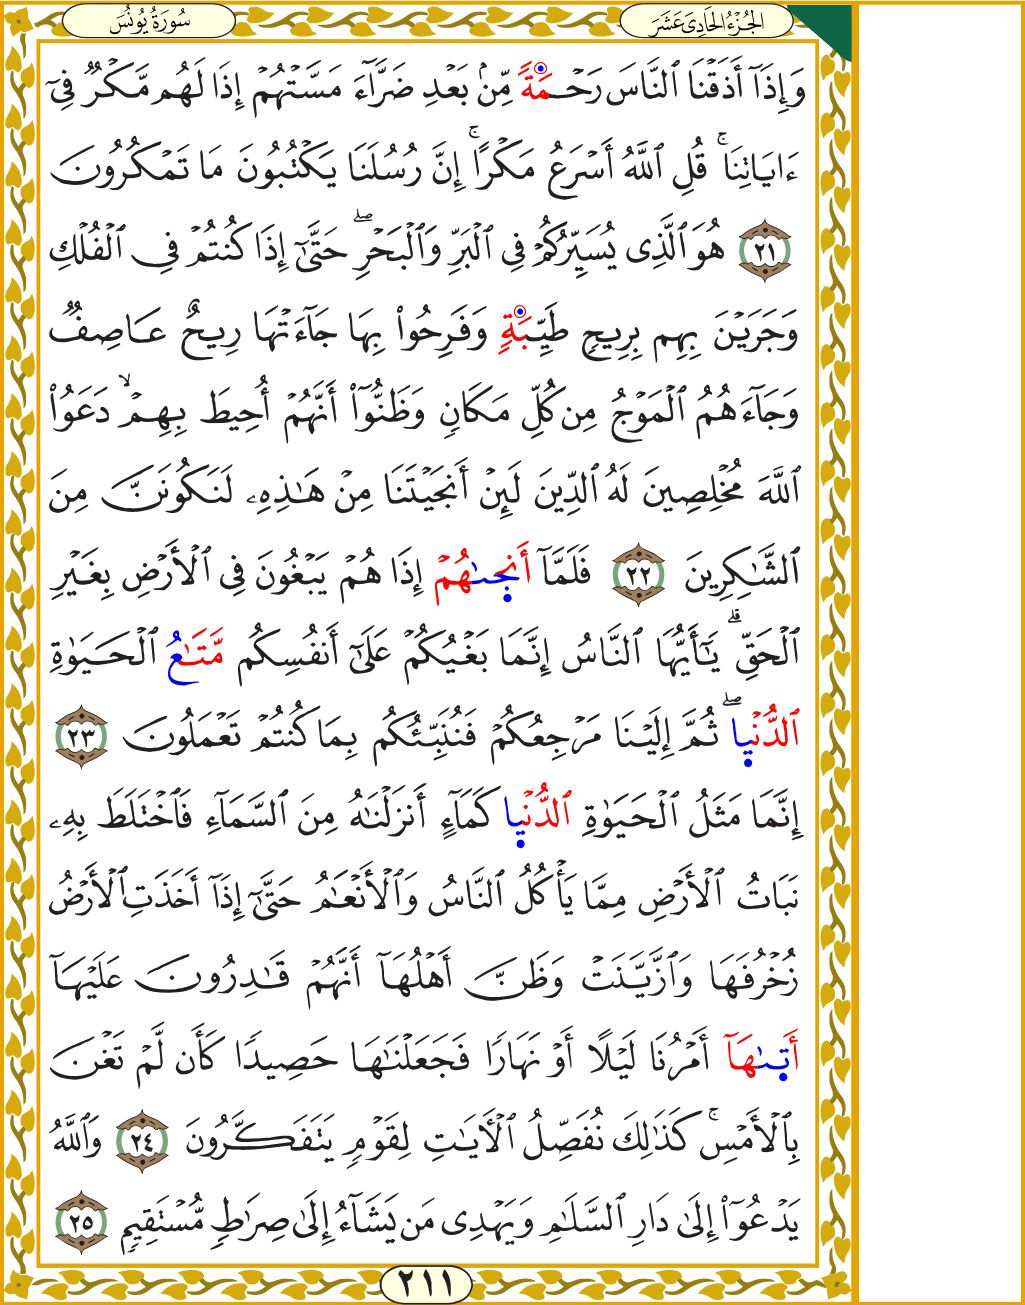 الجُزْءُ الحَادِىَ عَشَرَ
سُورَةُ يُونُسَ
وَإِذَآ أَذَقْنَا ٱلنَّاسَ رَحْمَةً مِّنۢ بَعْدِ ضَرَّآءَ مَسَّتْهُمْ إِذَا لَهُم مَّكْرٌ فِىٓ
ءَايَاتِنَا ۚ قُلِ ٱللَّهُ أَسْرَعُ مَكْرًا ۚ إِنَّ رُسُلَنَا يَكْتُبُونَ مَا تَمْكُرُونَ
٢١ هُوَ ٱلَّذِى يُسَيِّرُكُمْ فِى ٱلْبَرِّ وَٱلْبَحْرِ ۖ حَتَّىٰٓ إِذَا كُنتُمْ فِى ٱلْفُلْكِ
وَجَرَيْنَ بِهِم بِرِيحٍ طَيِّبَةٍ وَفَرِحُوا۟ بِهَا جَآءَتْهَا رِيحٌ عَاصِفٌ
وَجَآءَهُمُ ٱلْمَوْجُ مِن كُلِّ مَكَانٍ وَظَنُّوٓا۟ أَنَّهُمْ أُحِيطَ بِهِمْ ۙ دَعَوُا۟
ٱللَّهَ مُخْلِصِينَ لَهُ ٱلدِّينَ لَئِنْ أَنجَيْتَنَا مِنْ هَٰذِهِۦ لَنَكُونَنَّ مِنَ
ٱلشَّٰكِرِينَ ٢٢ فَلَمَّآ أَنجىٰهُمْ إِذَا هُمْ يَبْغُونَ فِى ٱلْأَرْضِ بِغَيْرِ
ٱلْحَقِّ ۗ يَٰٓأَيُّهَا ٱلنَّاسُ إِنَّمَا بَغْيُكُمْ عَلَىٰٓ أَنفُسِكُم مَّتَٰعُ ٱلْحَيَوٰةِ
ٱلدُّنْيا ۖ ثُمَّ إِلَيْنَا مَرْجِعُكُمْ فَنُنَبِّئُكُم بِمَا كُنتُمْ تَعْمَلُونَ ٢٣
إِنَّمَا مَثَلُ ٱلْحَيَوٰةِ ٱلدُّنْيا كَمَآءٍ أَنزَلْنَٰهُ مِنَ ٱلسَّمَآءِ فَٱخْتَلَطَ بِهِۦ
نَبَاتُ ٱلْأَرْضِ مِمَّا يَأْكُلُ ٱلنَّاسُ وَٱلْأَنْعَٰمُ حَتَّىٰٓ إِذَآ أَخَذَتِ ٱلْأَرْضُ
زُخْرُفَهَا وَٱزَّيَّنَتْ وَظَنَّ أَهْلُهَآ أَنَّهُمْ قَٰدِرُونَ عَلَيْهَآ
أَتىٰهَآ أَمْرُنَا لَيْلًا أَوْ نَهَارًا فَجَعَلْنَٰهَا حَصِيدًا كَأَن لَّمْ تَغْنَ
بِٱلْأَمْسِ ۚ كَذَٰلِكَ نُفَصِّلُ ٱلْأَيَٰتِ لِقَوْمٍ يَتَفَكَّرُونَ ٢٤ وَٱللَّهُ
يَدْعُوٓا۟ إِلَىٰ دَارِ ٱلسَّلَٰمِ وَيَهْدِى مَن يَشَآءُ إِلَىٰ صِرَٰطٍ مُّسْتَقِيمٍ ٢٥
٢١١